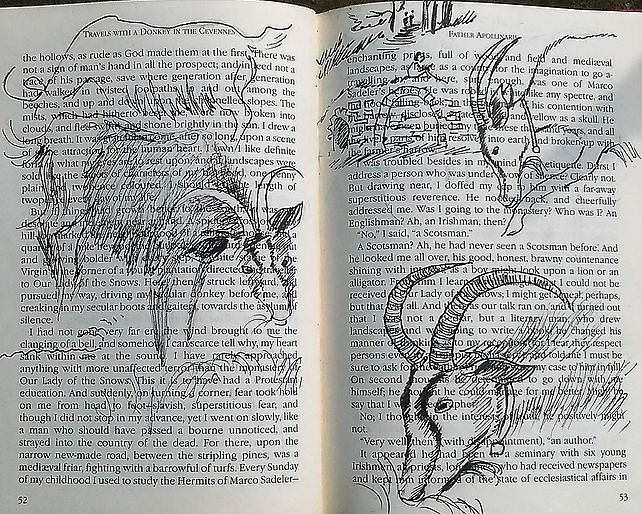 TRAVELS WITH A DONKEY IN THE CEVENNES
the hollows, as rude as God made them at the first. There was
not a sign of man's hand in all the prospect; and indeed not a
trace of his passage, save where generation after generation
had walked in twisted footpaths, in and out among the
beeches, and up and down upon the channelled slopes. The
mists, which had hitherto beset me, were now broken into
cloud, and fled swiftly and shone brightly in the sun. I drew a
long breath. It was grateful to come, after so long, upon a scene
of some attraction for the human heart. I own I like definite
form in what my eyes are to rest upon; and if landscapes were
sold, like the sheets of characters of my boyhood, one penny
plain and twopence coloured, I should go the length of
twopence every day of my life.
But if things had grown better to the south, it was still
desolate
hill-top
quarter of a mile beyond
and growing bolder
Virgin at the corner of a
to Our Lady of the Snows. Here, then, I struck leftward, and
pursued my way, driving my secular donkey before me, and
creaking in my secular boots and gaiters, towards the asylum of
silence.
I had not gone very far ere the wind brought to me the
clanging of a bell, and somehow, I can scarce tell why, my heart
sank within me at the sound. I have rarely approached
anything with more unaffected terror than the monastery of
Our Lady of the Snows. This it is to have had a Protestant
education. And suddenly, on turning a corner, fear took hold
on me from head to foot–slavish, superstitious fear; and
though I did not stop in my advance, yet I went on slowly, like
a man who should have passed a bourne unnoticed, and
strayed into the country of the dead. For there, upon the
narrow new-made road, between the stripling pines, was a
mediæval friar, fighting with a barrowful of turfs. Every Sunday
of my childhood I used to study the Hermits of Marco Sadeler–
52
FATHER APOLLINARIS
enchanting prints, full of wood and field and mediæval
landscapes, as large as a county, for the imagination to go a-
travelling in; and here, sure enough, was one of Marco
Sadeler's heroes. He was robed in white like any spectre, and
the hood falling back, in the his contention with
the barrow, disclosed a pate as bald and yellow as a skull. He
might have been buried any time these thousand years, and all
the lively parts of him resolved into earth and broken up with
I was troubled besides in my mind as to etiquette. Durst I
address a person who was under a vow of silence? Clearly not.
But drawing near, I doffed my cap to him with a far-away
superstitious reverence. He nodded back, and cheerfully
addressed me. Was I going to the monastery? Who was I? An
Englishman? Ah, an Irishman, then?
"No," I said, "a Scotsman."
A Scotsman? Ah, he had never seen a Scotsman before. And
he looked me all over, his good, honest, brawny countenance
shining with interest, as a boy might look upon a lion or an
alligator. From him I learned with disgust that I could not be
received at Our Lady of the Snows; I might get a meal, perhaps,
but that was all. And then, as our talk ran on, and it turned out
that I was not a pedlar, but a literary man, who drew
landscapes and was going to write a book, he changed his
manner of thinking as to my reception (for I fear they respect
persons even
sure to ask for my case to him in full.
On second to go down with me
himself; he thought he could manage for me better. Might he
say that I was a geographer?
No; I thought, in the interests of truth, he positively might
not.
"Very well, then" (with disappointment), "an author."
It appeared he had been in a seminary with six young
Irishmen, all priests, long since, who had received newspapers
and kept him informed of the state of ecclesiastical affairs in
53